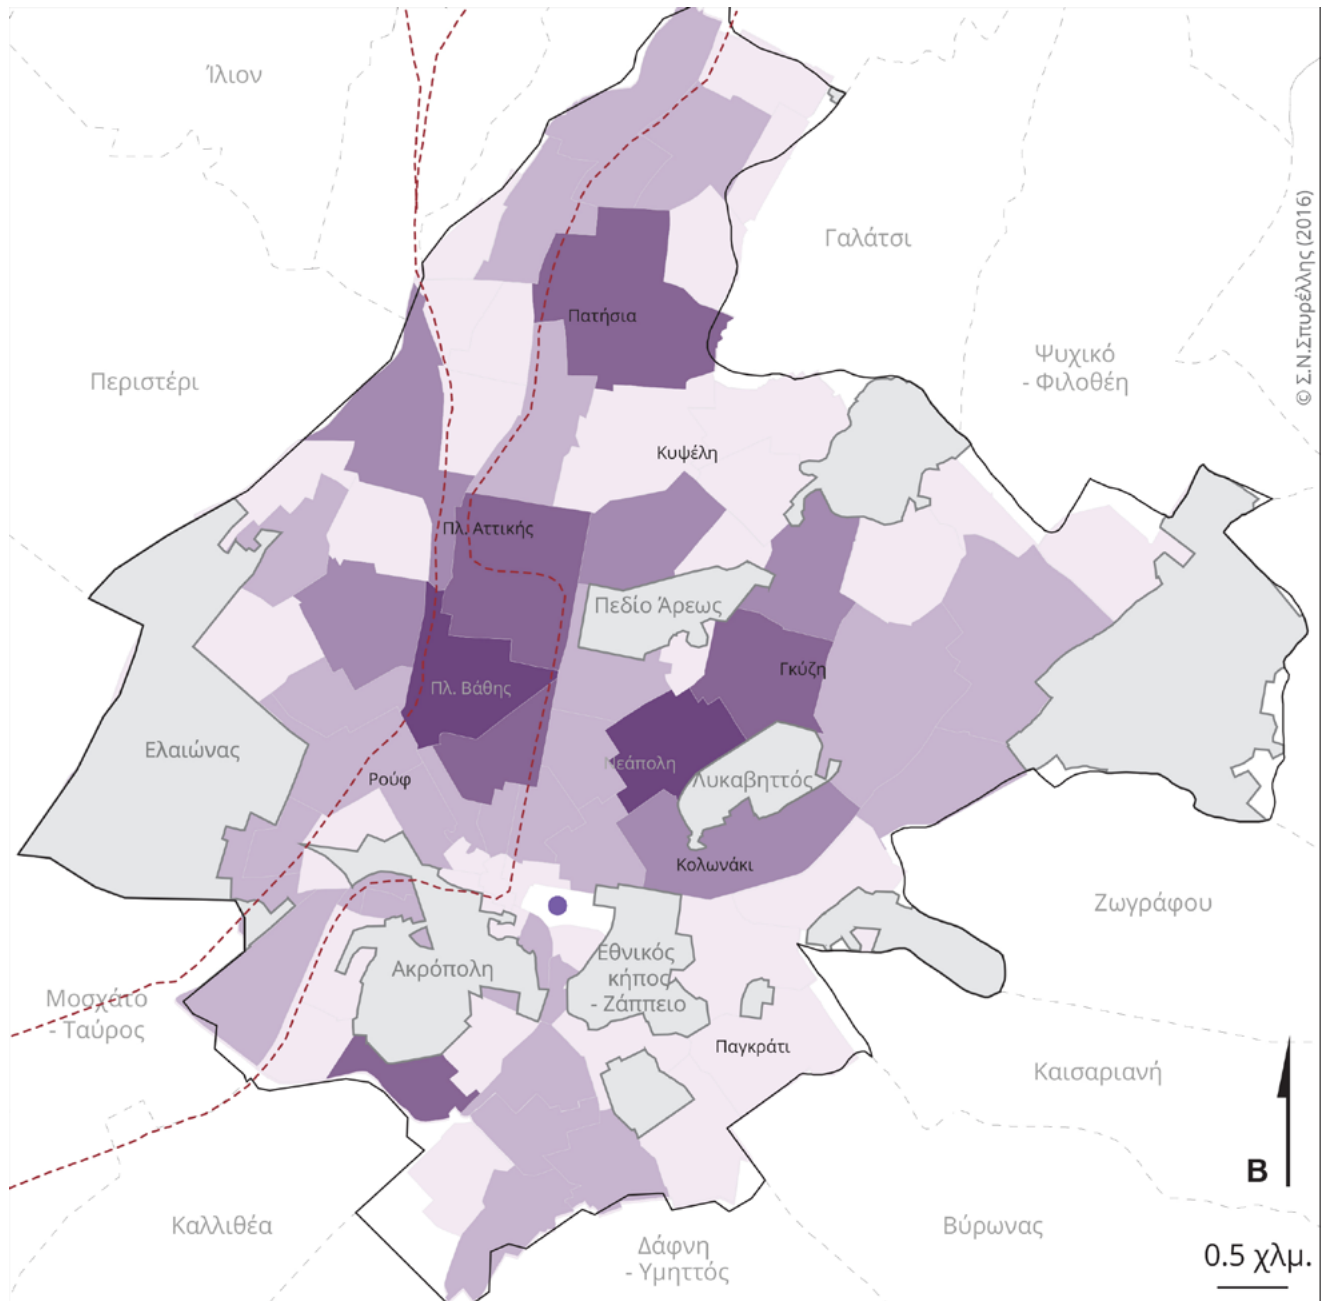 Ίλιον
Γαλάτσι
© Σ.Ν.Σπυρέλλης (2016)
Πατήσια
Ψυχικό
- Φιλοθέη
Περιστέρι
Κυψέλη
Πλ. Αττικής
Πεδίο Άρεως
Γκύζη
Πλ. Βάθης
Ελαιώνας
Νεάπολη
Ρούφ
Λυκαβηττός
Κολωνάκι
Ζωγράφου
Ακρόπολη
Εθνικός
κήπος
- Ζάππειο
Μοσχάτο
- Ταύρος
Παγκράτι
Καισαριανή
Β
Καλλιθέα
Βύρωνας
Δάφνη
- Υμηττός
0.5 χλμ.